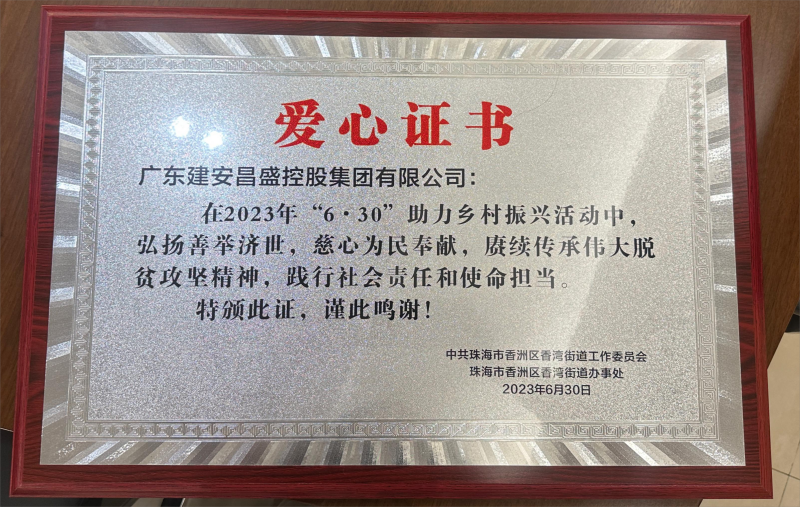 爱心证书
广东建安昌盛控股集团有限公司：
在2023年“6·30”助力乡村振兴活动中，
弘扬善举济世，慈心为民奉献，赓续传承伟大脱
贫攻坚精神，践行社会责任和使命担当。
特颁此证，谨此鸣谢！
中共珠海市香洲区香湾街道工作委员会
珠海市香洲区香湾街道办事处
2023年6月30日